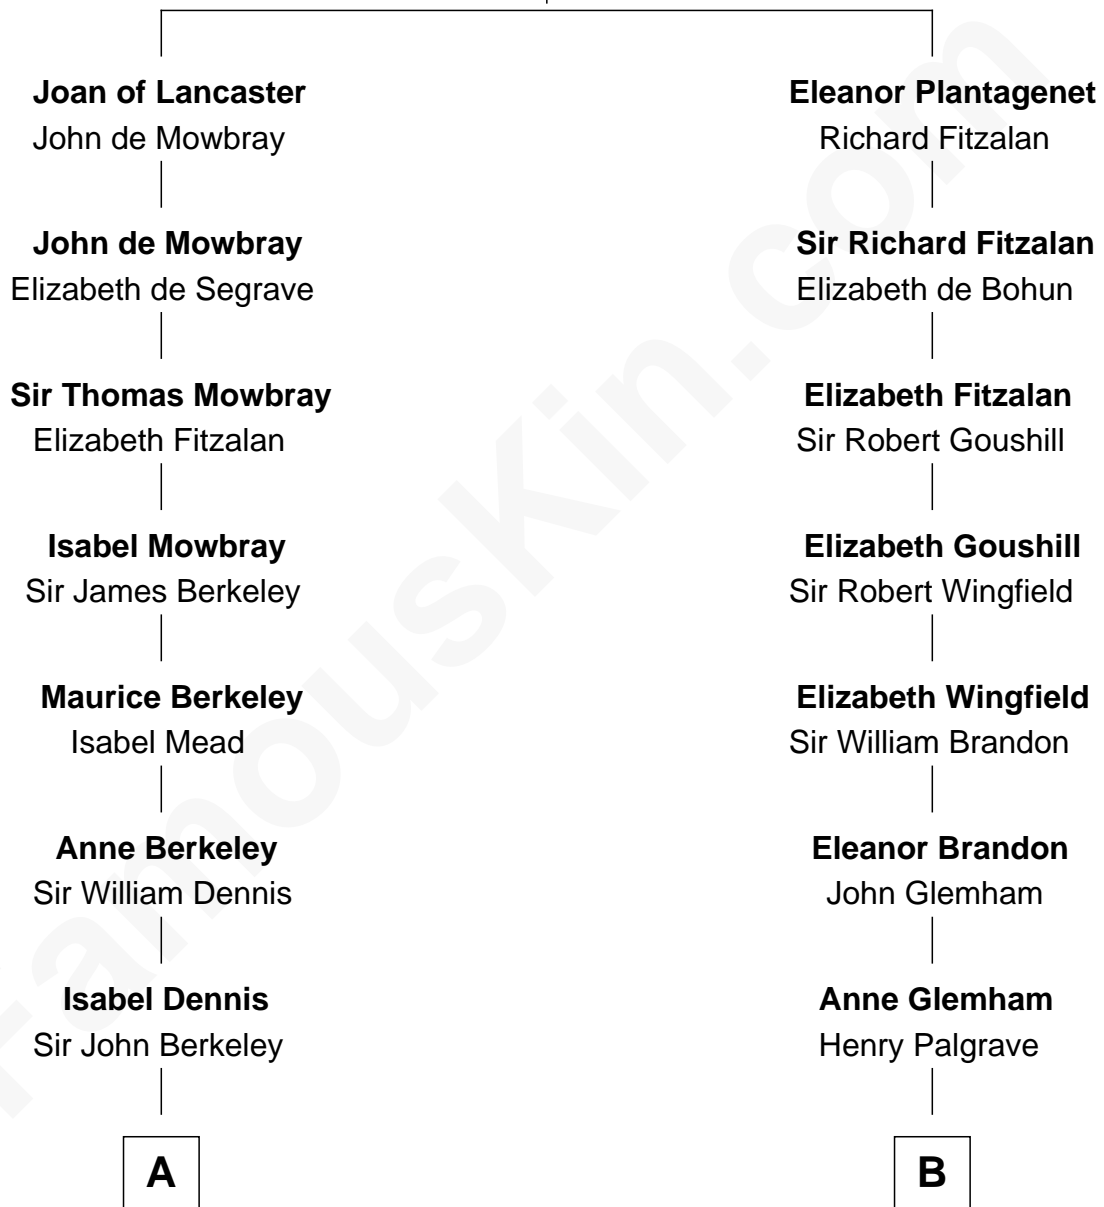 Joan of Lancaster
John de Mowbray
John de Mowbray
Elizabeth de Segrave
Sir Thomas Mowbray
Elizabeth Fitzalan
Isabel Mowbray
Sir James Berkeley
Maurice Berkeley
Isabel Mead
Anne Berkeley
Sir William Dennis
Isabel Dennis
Sir John Berkeley
A
Eleanor Plantagenet
Richard Fitzalan
Sir Richard Fitzalan
Elizabeth de Bohun
Elizabeth Fitzalan
Sir Robert Goushill
Elizabeth Goushill
Sir Robert Wingfield
Elizabeth Wingfield
Sir William Brandon
Eleanor Brandon
John Glemham
Anne Glemham
Henry Palgrave
B
FamousKin.com